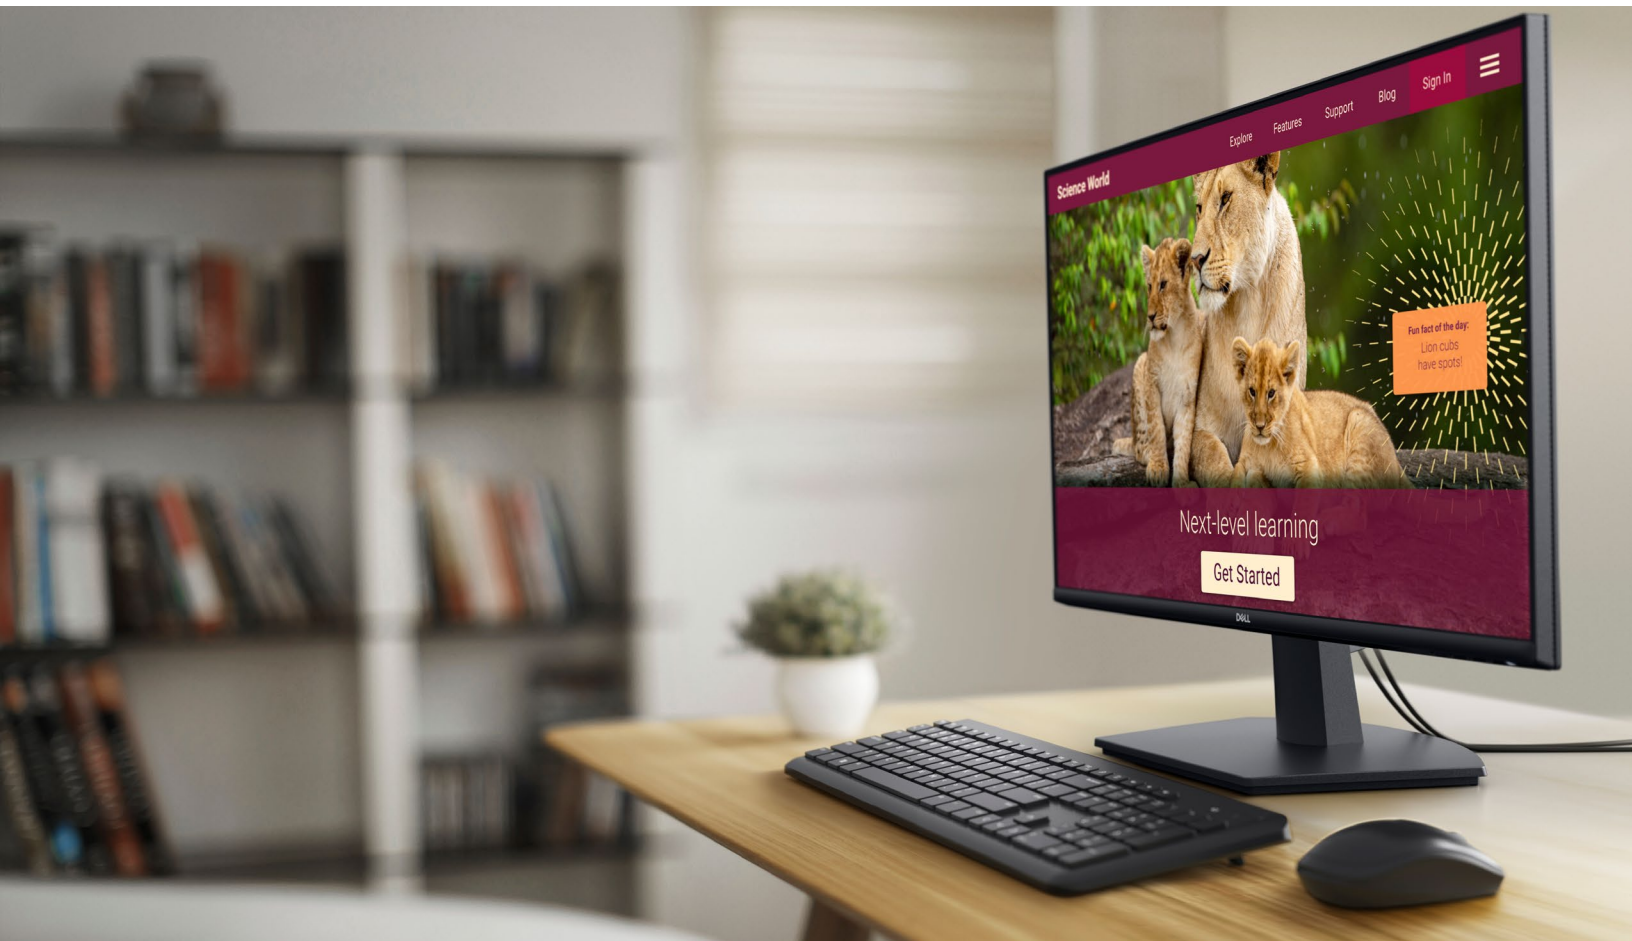 Science World
Explore
Features
Support
Blog
Sign In
Fun fact of the day:
Lion cubs
have spots!
Next-level learning
Get Started
DELL